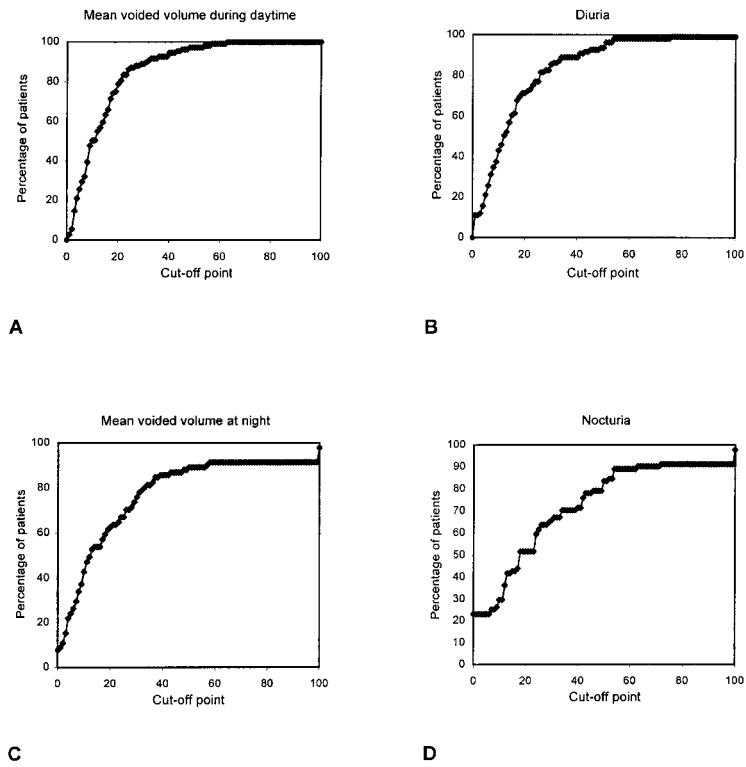 Mean voided volume during daytime
Percentage of patients
100
80
60
40
20
0
0 20 40 60 80 100
Cut-off point
A
Diuria
Percentage of patients
100
80
60
40
20
0
0 20 40 60 80 100
Cut-off point
B
Mean voided volume at night
Percentage of patients
100
80
60
40
20
0
0 20 40 60 80 100
Cut-off point
C
Nocturia
Percentage of patients
100
90
80
70
60
50
40
30
20
10
0
0 20 40 60 80 100
Cut-off point
D